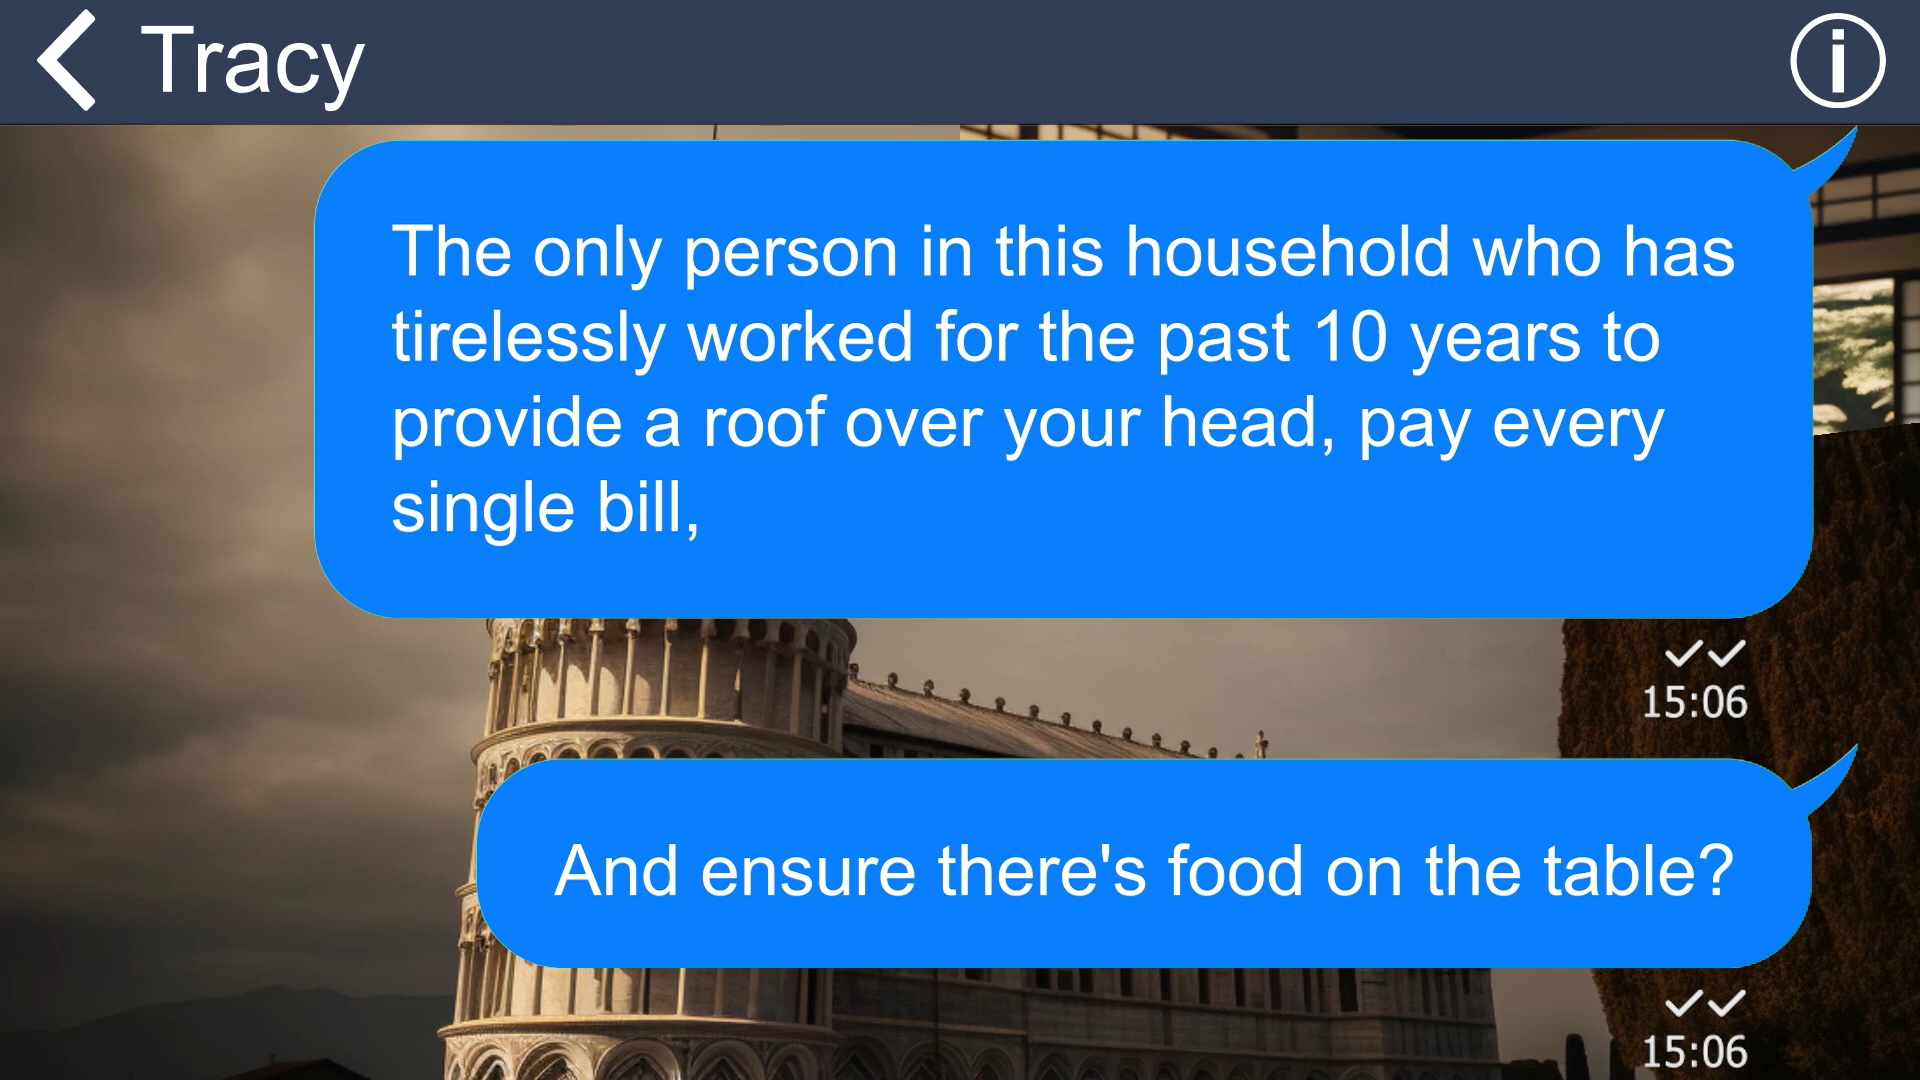 Tracy
The only person in this household who has
tirelessly worked for the past 10 years to
provide a roof over your head, pay every
single bill,
15:06
And ensure there's food on the table?
15:06